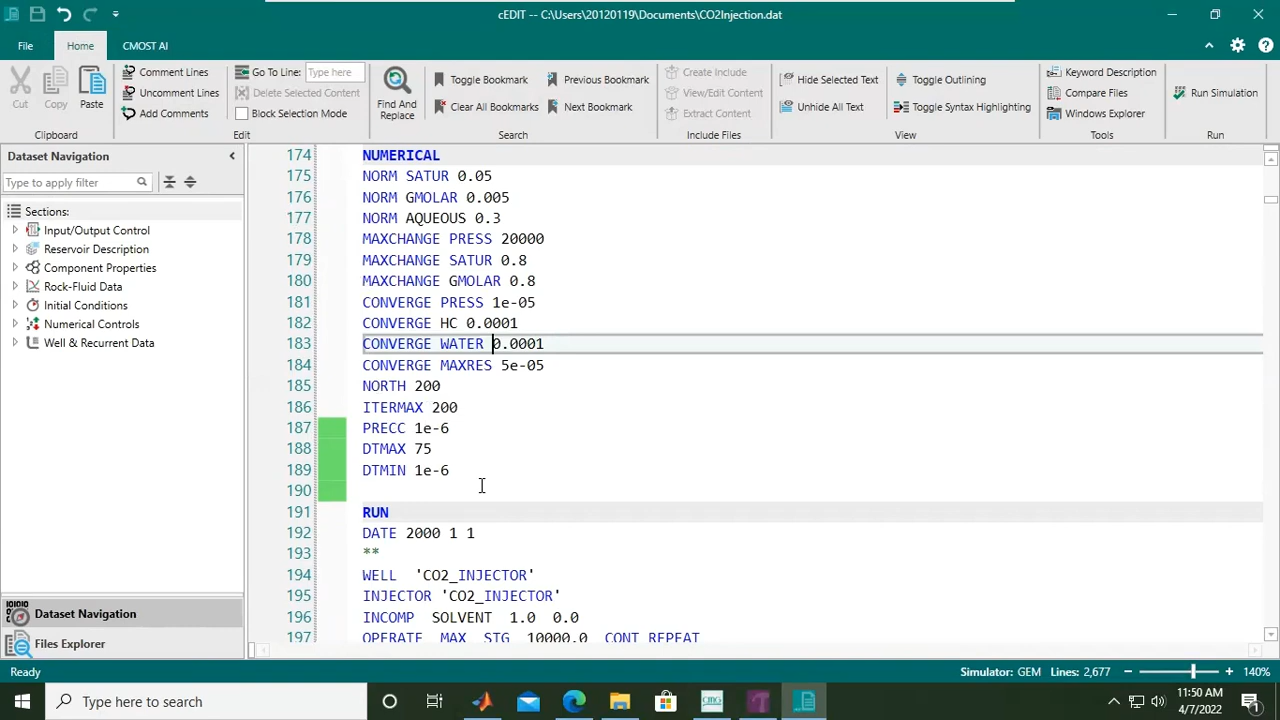 cEDIT -- C:\Users\20120119\Documents\CO2Injection.dat
File Home CMOST AI
Cut Copy Paste
Clipboard
Comment Lines
Uncomment Lines
Add Comments
Go To Line: Type here
Delete Selected Content
Block Selection Mode
Edit
Find And
Replace
Toggle Bookmark Previous Bookmark
Clear All Bookmarks Next Bookmark
Search
Create Include
View/Edit Content
Extract Content
Include Files
Hide Selected Text Toggle Outlining
Unhide All Text Toggle Syntax Highlighting
View
Keyword Description
Compare Files
Windows Explorer
Tools
Run Simulation
Run
Dataset Navigation
Type to apply filter
Sections:
Input/Output Control
Reservoir Description
Component Properties
Rock-Fluid Data
Initial Conditions
Numerical Controls
Well & Recurrent Data
Dataset Navigation
Files Explorer
174 NUMERICAL
175 NORM SATUR 0.05
176 NORM GMOLAR 0.005
177 NORM AQUEOUS 0.3
178 MAXCHANGE PRESS 20000
179 MAXCHANGE SATUR 0.8
180 MAXCHANGE GMOLAR 0.8
181 CONVERGE PRESS 1e-05
182 CONVERGE HC 0.0001
183 CONVERGE WATER 0.0001
184 CONVERGE MAXRES 5e-05
185 NORTH 200
186 ITERMAX 200
187 PRECC 1e-6
188 DTMAX 75
189 DTMIN 1e-6
190
191 RUN
192 DATE 2000 1 1
193 **
194 WELL 'CO2_INJECTOR'
195 INJECTOR 'CO2_INJECTOR'
196 INCOMP SOLVENT 1.0 0.0
197 OPERATE MAX STG 10000.0 CONT REPEAT
Ready
Simulator: GEM Lines: 2,677 140%
Type here to search
11:50 AM
4/7/2022